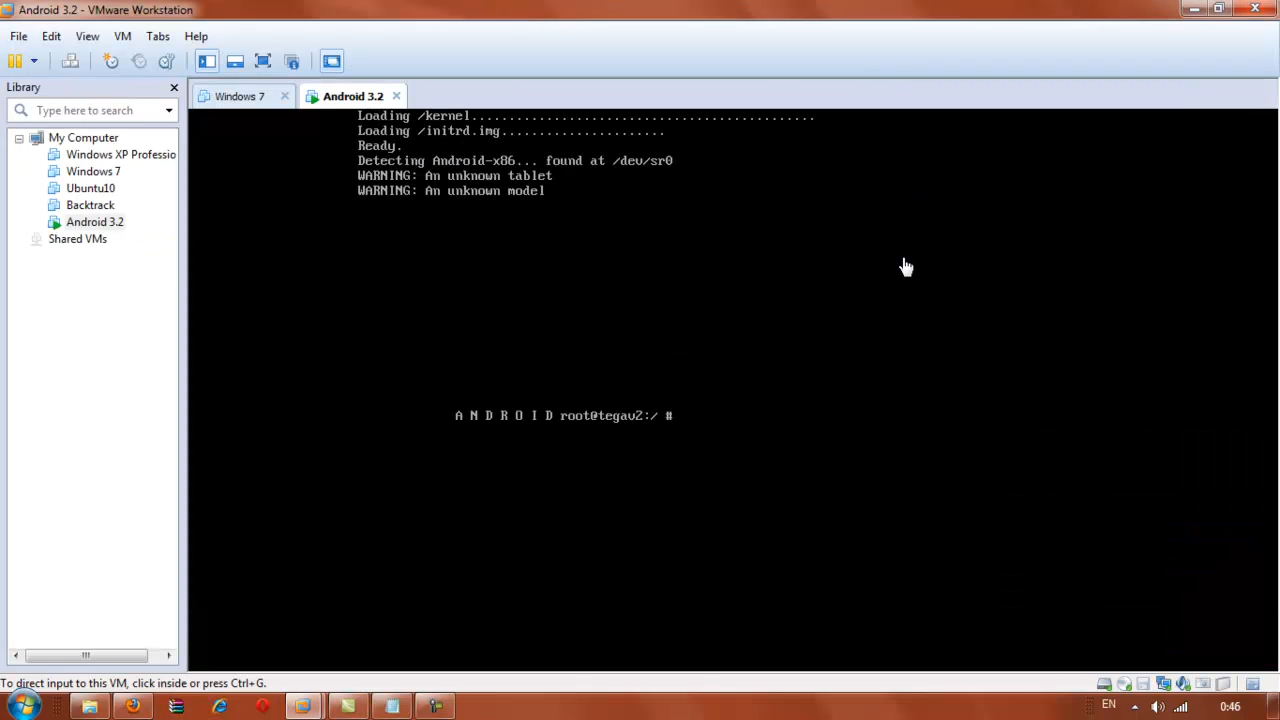 Android 3.2 - VMware Workstation
File Edit View VM Tabs Help
Library
Type here to search
Windows 7
Android 3.2
My Computer
Windows XP Professio
Windows 7
Ubuntu10
Backtrack
Android 3.2
Shared VMs
Loading /kernel..............................................
Loading /initrd.img......................
Ready.
Detecting Android-x86... found at /dev/sr0
WARNING: An unknown tablet
WARNING: An unknown model
A N D R O I D root@tegav2:/ #
To direct input to this VM, click inside or press Ctrl+G.
EN
0:46